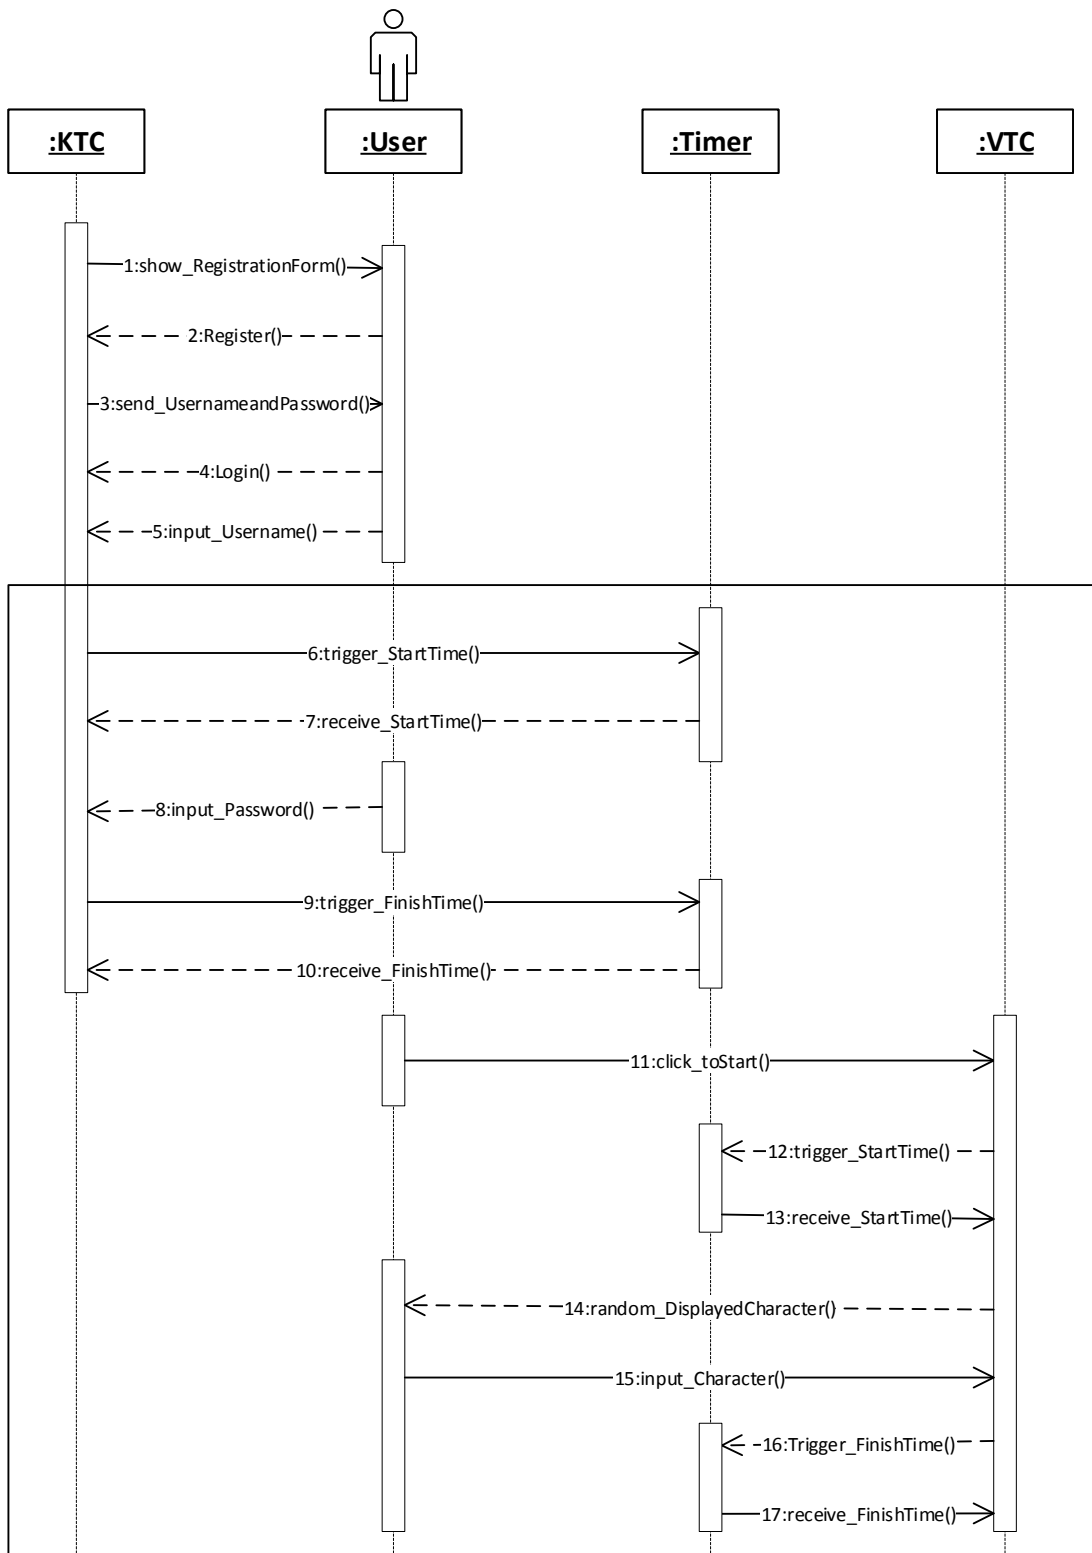 :KTC
:User
:Timer
:VTC
1:show_RegistrationForm()
2:Register()
3:send_UsernameandPassword()
4:Login()
5:input_Username()
6:trigger_StartTime()
7:receive_StartTime()
8:input_Password()
9:trigger_FinishTime()
10:receive_FinishTime()
11:click_toStart()
12:trigger_StartTime()
13:receive_StartTime()
14:random_DisplayedCharacter()
15:input_Character()
16:Trigger_FinishTime()
17:receive_FinishTime()